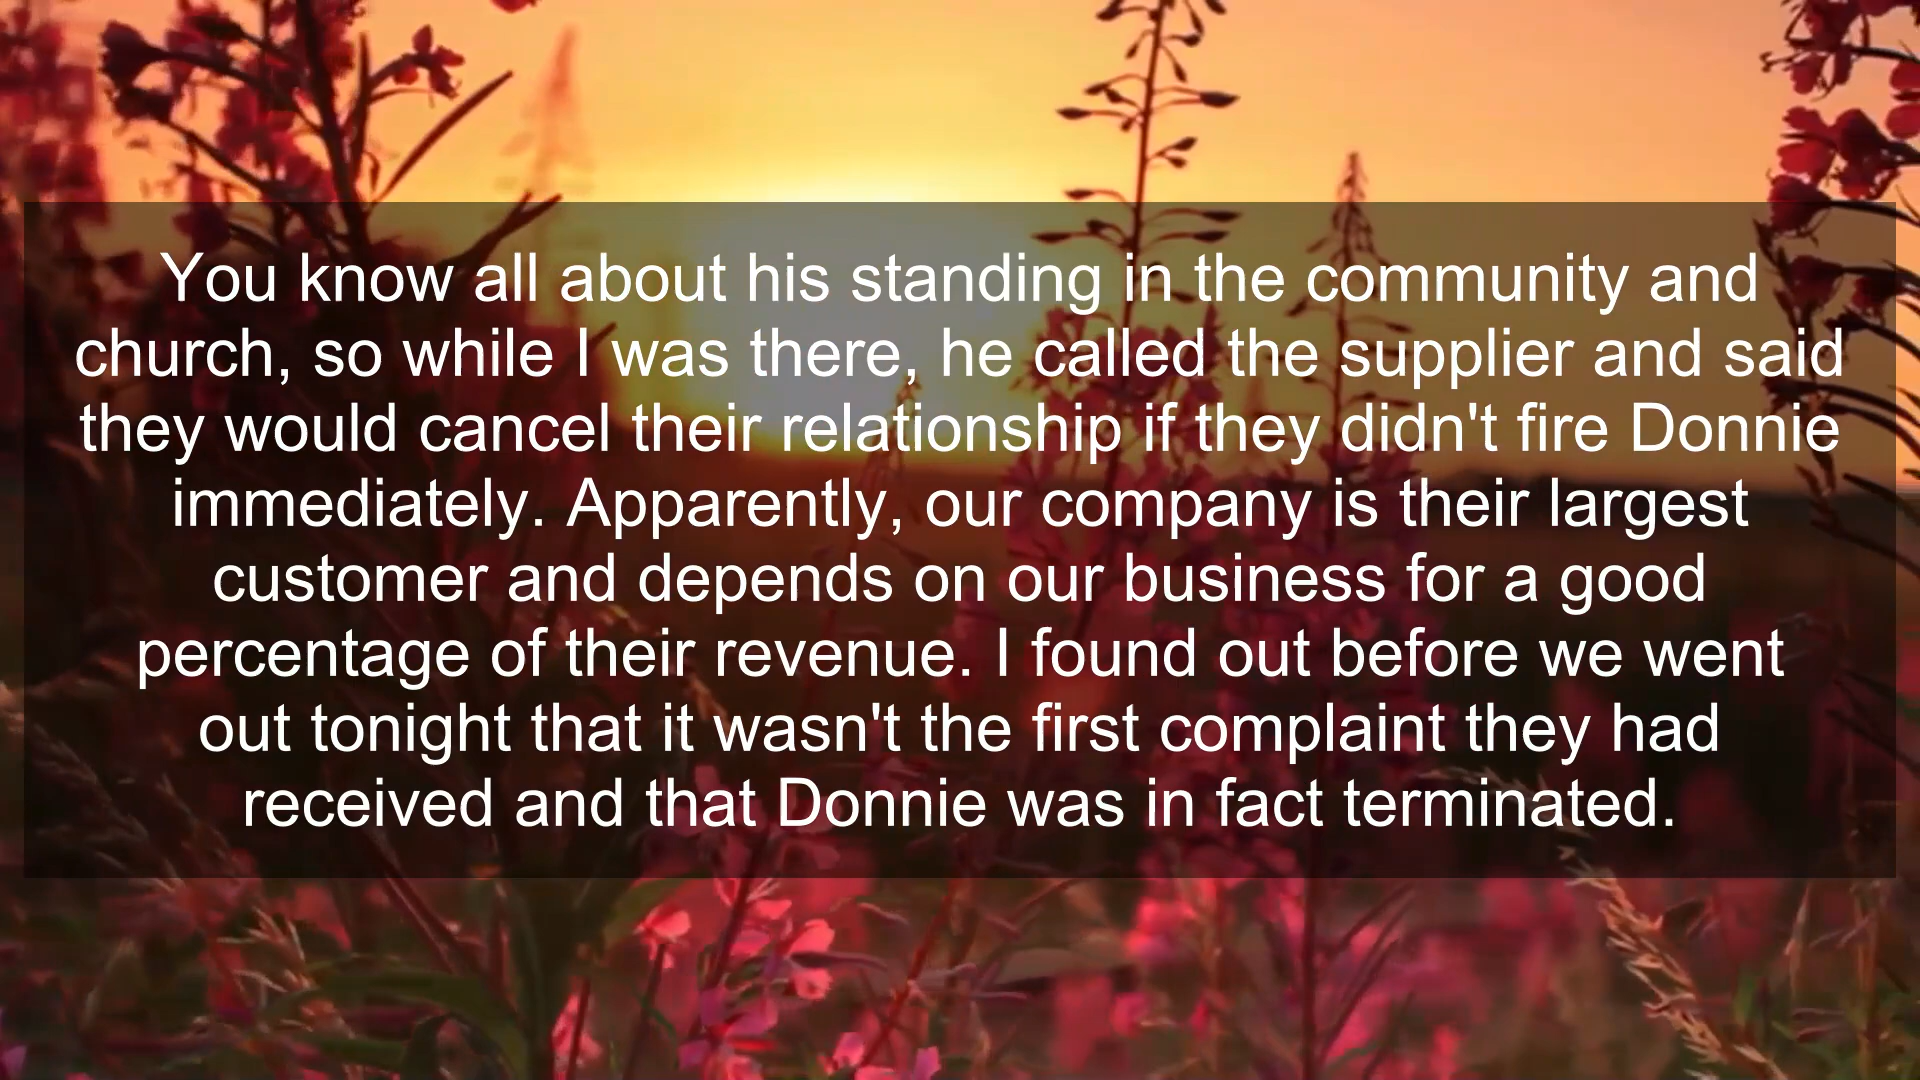 You know all about his standing in the community and
church, so while I was there, he called the supplier and said
they would cancel their relationship if they didn't fire Donnie
immediately. Apparently, our company is their largest
customer and depends on our business for a good
percentage of their revenue. I found out before we went
out tonight that it wasn't the first complaint they had
received and that Donnie was in fact terminated.